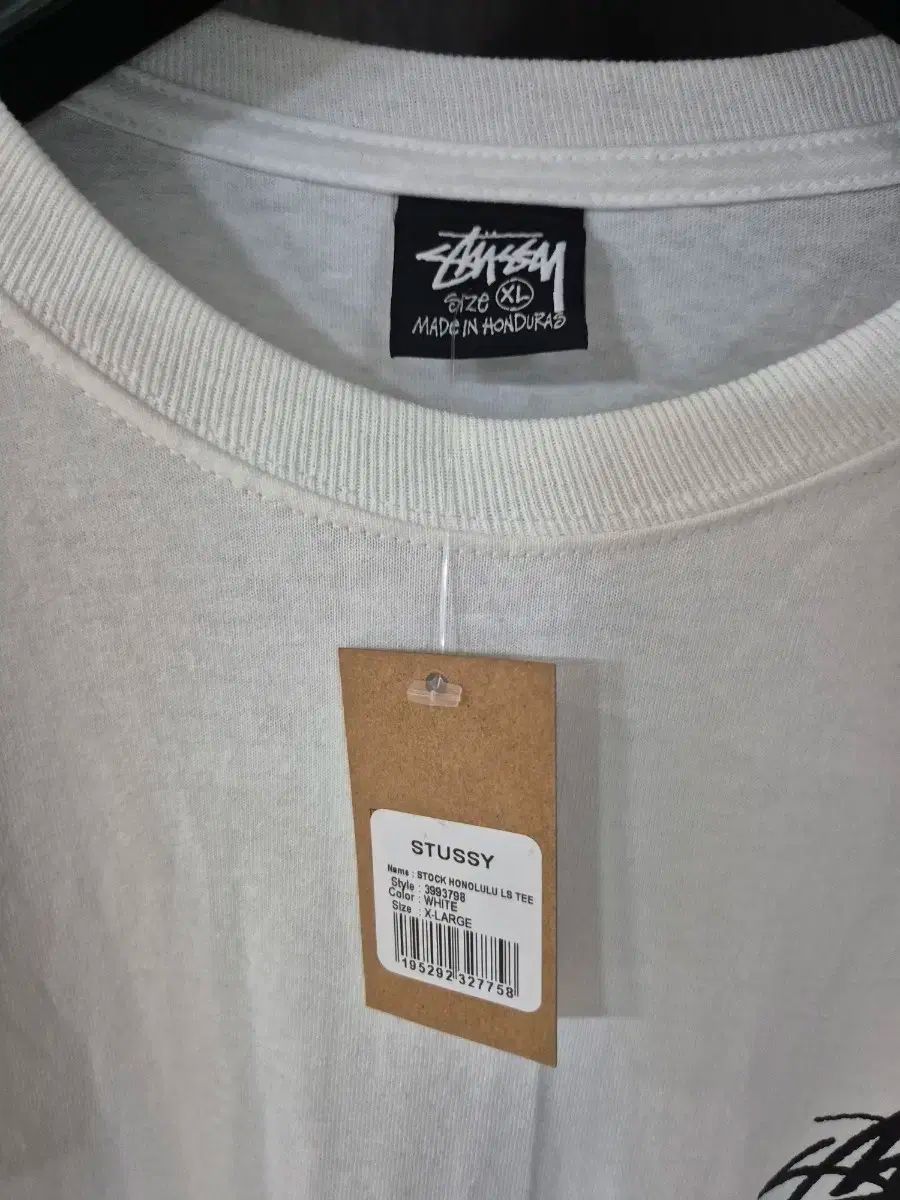 Stüssy
SIZE XL
MADE IN HONDURAS
STUSSY
Name : STOCK HONOLULU LS TEE
Style : 3993798
Color : WHITE
Size : X-LARGE
195292 327758